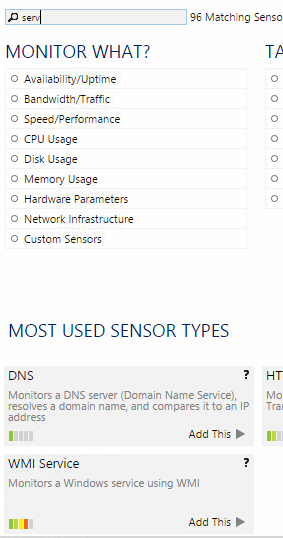 serv
96 Matching Senso
MONITOR WHAT?
TA
Availability/Uptime
Bandwidth/Traffic
Speed/Performance
CPU Usage
Disk Usage
Memory Usage
Hardware Parameters
Network Infrastructure
Custom Sensors
MOST USED SENSOR TYPES
DNS ?
Monitors a DNS server (Domain Name Service),
resolves a domain name, and compares it to an IP
address
Add This
HT
Mo
Tran
WMI Service ?
Monitors a Windows service using WMI
Add This